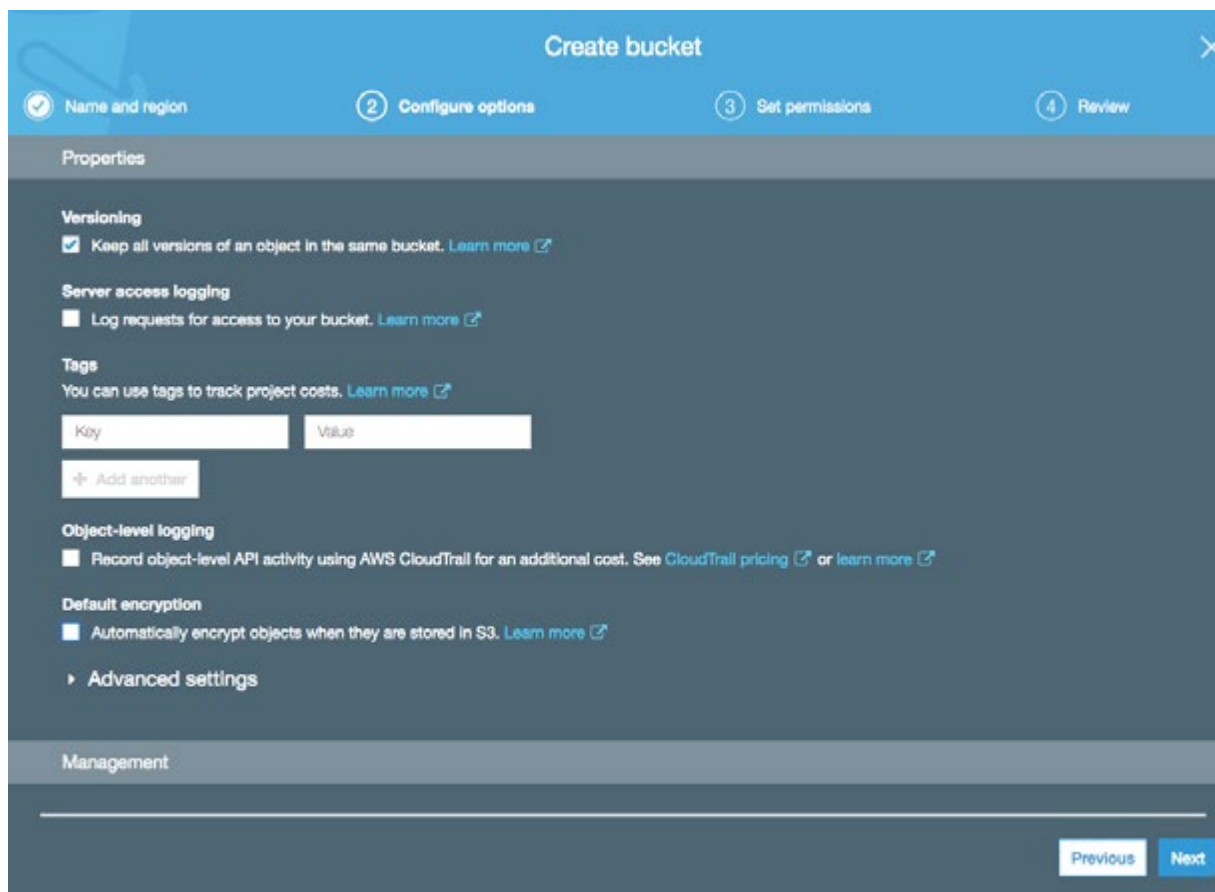 Create bucket
Name and region
2 Configure options
3 Set permissions
4 Review
Properties
Versioning
Keep all versions of an object in the same bucket. Learn more
Server access logging
Log requests for access to your bucket. Learn more
Tags
You can use tags to track project costs. Learn more
Key Value
+ Add another
Object-level logging
Record object-level API activity using AWS CloudTrail for an additional cost. See CloudTrail pricing or learn more
Default encryption
Automatically encrypt objects when they are stored in S3. Learn more
Advanced settings
Management
Previous Next